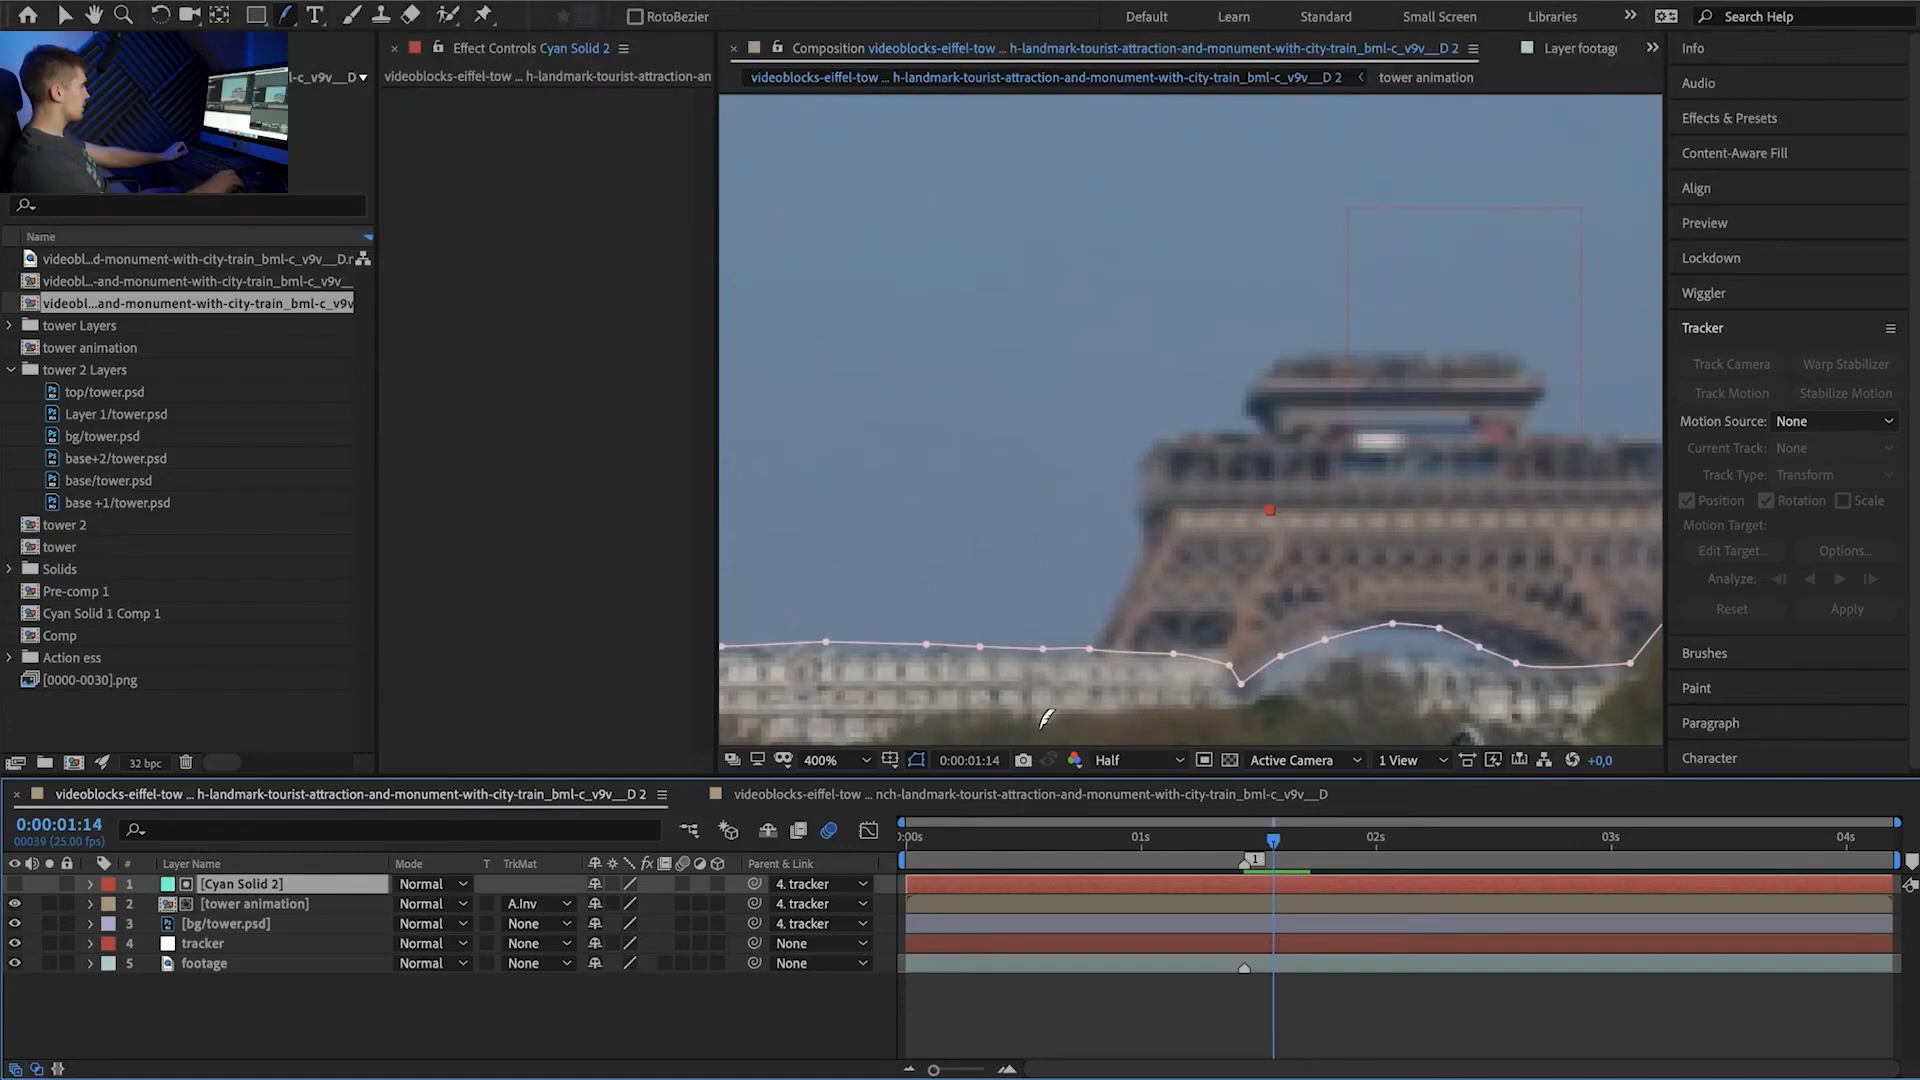 RotoBezier
Default
Learn
Standard
Small Screen
Libraries
Search Help
l-c_v9v__D
Effect Controls Cyan Solid 2
videoblocks-eiffel-tow ... h-landmark-tourist-attraction-an
Composition videoblocks-eiffel-tow ... h-landmark-tourist-attraction-and-monument-with-city-train_bml-c_v9v__D 2
Layer footag
videoblocks-eiffel-tow ... h-landmark-tourist-attraction-and-monument-with-city-train_bml-c_v9v__D 2
tower animation
Name
videobl...d-monument-with-city-train_bml-c_v9v__D.r
videobl...-and-monument-with-city-train_bml-c_v9v__
videobl...and-monument-with-city-train_bml-c_v9v
tower Layers
tower animation
tower 2 Layers
top/tower.psd
Layer 1/tower.psd
bg/tower.psd
base+2/tower.psd
base/tower.psd
base +1/tower.psd
tower 2
tower
Solids
Pre-comp 1
Cyan Solid 1 Comp 1
Comp
Action ess
[0000-0030].png
32 bpc
400%
0:00:01:14
Half
Active Camera
1 View
+0,0
Info
Audio
Effects & Presets
Content-Aware Fill
Align
Preview
Lockdown
Wiggler
Tracker
Track Camera
Warp Stabilizer
Track Motion
Stabilize Motion
Motion Source: None
Current Track: None
Track Type: Transform
Position
Rotation
Scale
Motion Target:
Edit Target...
Options...
Analyze:
Reset
Apply
Brushes
Paint
Paragraph
Character
videoblocks-eiffel-tow ... h-landmark-tourist-attraction-and-monument-with-city-train_bml-c_v9v__D 2
videoblocks-eiffel-tow ... nch-landmark-tourist-attraction-and-monument-with-city-train_bml-c_v9v__D
0:00:01:14
00039 (25.00 fps)
):00s
01s
02s
03s
04s
1
# Layer Name Mode T TrkMat Parent & Link
1 [Cyan Solid 2] Normal 4. tracker
2 [tower animation] Normal A.Inv 4. tracker
3 [bg/tower.psd] Normal None 4. tracker
4 tracker Normal None None
5 footage Normal None None